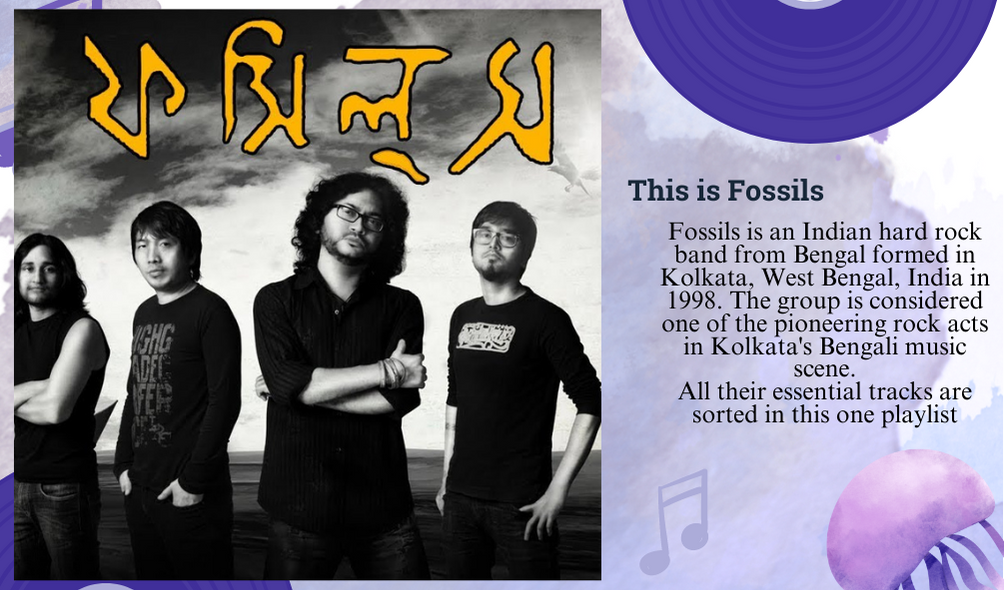 ফসিলস্
This is Fossils
Fossils is an Indian hard rock
band from Bengal formed in
Kolkata, West Bengal, India in
1998. The group is considered
one of the pioneering rock acts
in Kolkata's Bengali music
scene.
All their essential tracks are
sorted in this one playlist